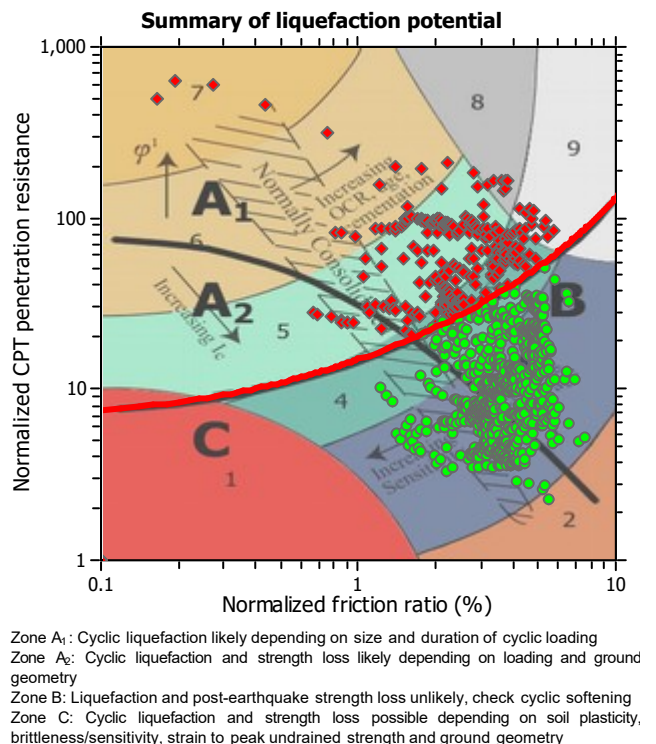 Summary of liquefaction potential
1,000
100
10
1
0.1
1
10
Normalized CPT penetration resistance
Normalized friction ratio (%)
7
8
9
φ'
A1
Increasing
OCR, age,
cementation
Normally Consolidated
6
A2
Increasing Ic
5
B
4
C
1
Increasing
Sensitivity
2
Zone A1: Cyclic liquefaction likely depending on size and duration of cyclic loading
Zone A2: Cyclic liquefaction and strength loss likely depending on loading and ground
geometry
Zone B: Liquefaction and post-earthquake strength loss unlikely, check cyclic softening
Zone C: Cyclic liquefaction and strength loss possible depending on soil plasticity,
brittleness/sensitivity, strain to peak undrained strength and ground geometry